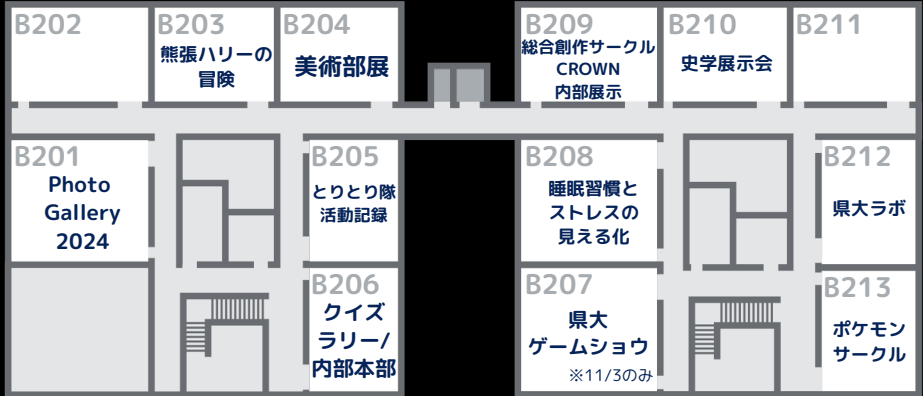 B202
B203
熊張ハリーの
冒険
B204
美術部展
B209
総合創作サークル
CROWN
内部展示
B210
史学展示会
B211
B201
Photo
Gallery
2024
B205
とりとり隊
活動記録
B208
睡眠習慣と
ストレスの
見える化
B212
県大ラボ
B206
クイズ
ラリー/
内部本部
B207
県大
ゲームショウ
※11/3のみ
B213
ポケモン
サークル